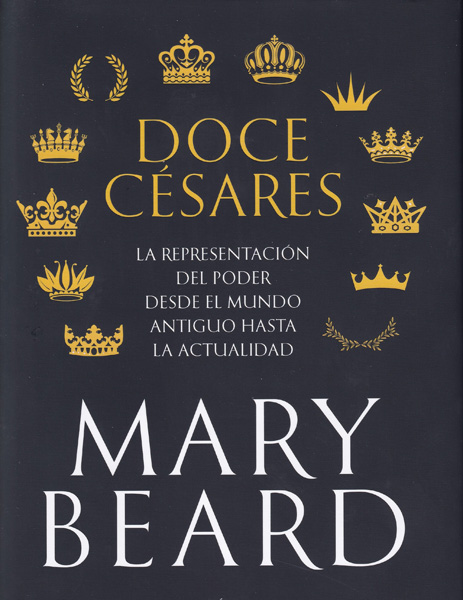 DOCE
CÉSARES
LA REPRESENTACIÓN
DEL PODER
DESDE EL MUNDO
ANTIGUO HASTA
LA ACTUALIDAD
MARY
BEARD